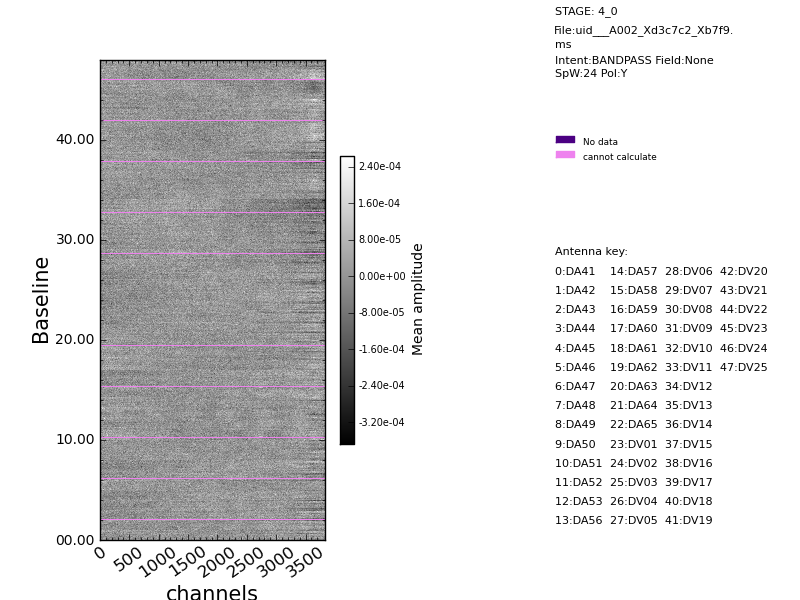 STAGE: 4_0
File:uid___A002_Xd3c7c2_Xb7f9.
ms
Intent:BANDPASS Field:None
SpW:24 Pol:Y
No data
cannot calculate
40.00
30.00
20.00
10.00
00.00
Baseline
0 500 1000 1500 2000 2500 3000 3500
channels
2.40e-04
1.60e-04
8.00e-05
0.00e+00
-8.00e-05
-1.60e-04
-2.40e-04
-3.20e-04
Mean amplitude
Antenna key:
0:DA41 14:DA57 28:DV06 42:DV20
1:DA42 15:DA58 29:DV07 43:DV21
2:DA43 16:DA59 30:DV08 44:DV22
3:DA44 17:DA60 31:DV09 45:DV23
4:DA45 18:DA61 32:DV10 46:DV24
5:DA46 19:DA62 33:DV11 47:DV25
6:DA47 20:DA63 34:DV12
7:DA48 21:DA64 35:DV13
8:DA49 22:DA65 36:DV14
9:DA50 23:DV01 37:DV15
10:DA51 24:DV02 38:DV16
11:DA52 25:DV03 39:DV17
12:DA53 26:DV04 40:DV18
13:DA56 27:DV05 41:DV19